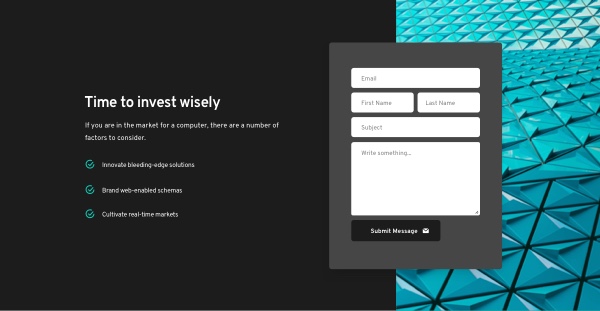 Time to invest wisely
If you are in the market for a computer, there are a number of
factors to consider.
Innovate bleeding-edge solutions
Brand web-enabled schemas
Cultivate real-time markets
Email
First Name Last Name
Subject
Write something...
Submit Message